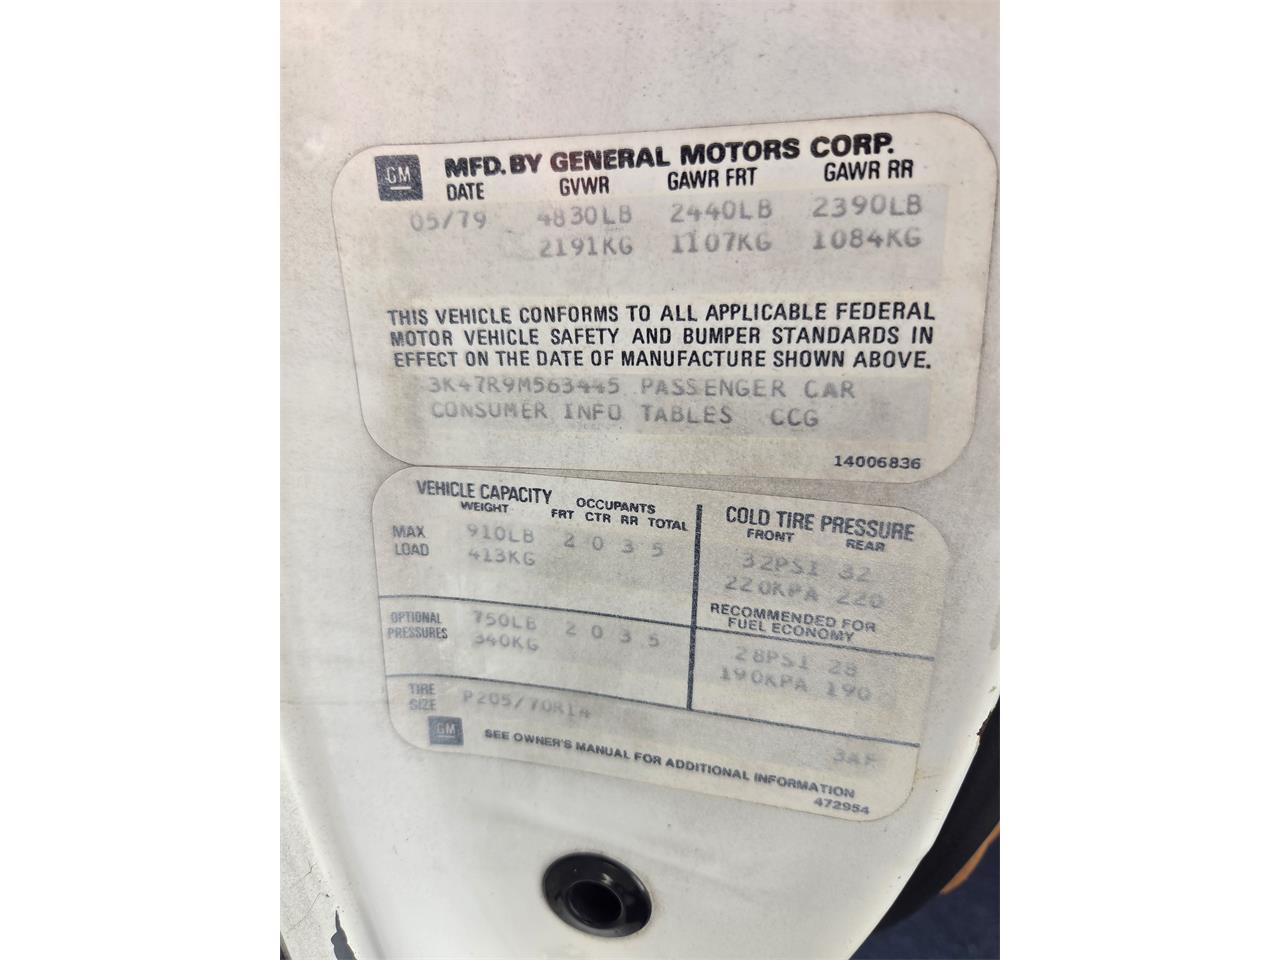 GM MFD. BY GENERAL MOTORS CORP.
DATE GVWR GAWR FRT GAWR RR
05/79 4830LB 2440LB 2390LB
2191KG 1107KG 1084KG
THIS VEHICLE CONFORMS TO ALL APPLICABLE FEDERAL
MOTOR VEHICLE SAFETY AND BUMPER STANDARDS IN
EFFECT ON THE DATE OF MANUFACTURE SHOWN ABOVE.
3K47R9M563445 PASSENGER CAR
CONSUMER INFO TABLES CCG
14006836
VEHICLE CAPACITY
WEIGHT
OCCUPANTS
FRT CTR RR TOTAL
MAX
LOAD
910LB 2 0 3 5
413KG
OPTIONAL
PRESSURES
750LB 2 0 3 5
340KG
COLD TIRE PRESSURE
FRONT REAR
32PSI 32
220KPA 220
RECOMMENDED FOR
FUEL ECONOMY
28PSI 28
190KPA 190
TIRE
SIZE
P205/70R14
3AF
GM SEE OWNER'S MANUAL FOR ADDITIONAL INFORMATION
472954